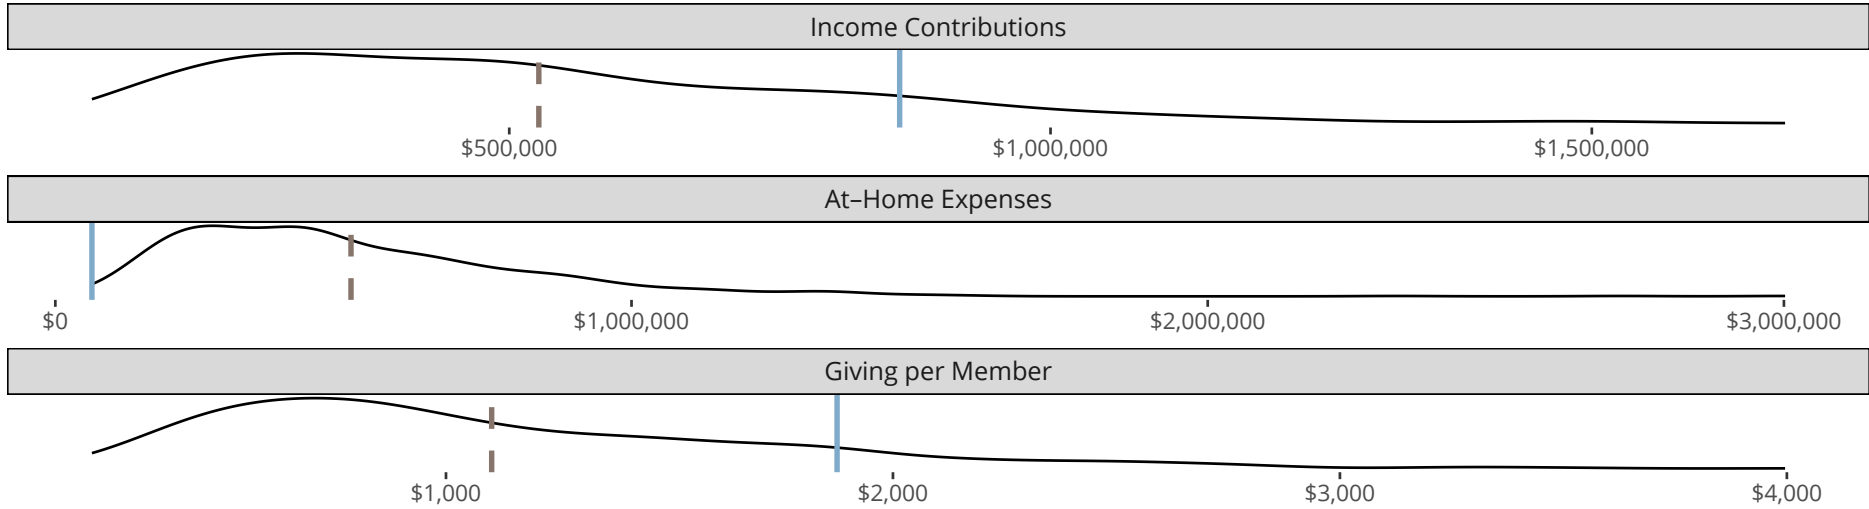 Income Contributions
$500,000 $1,000,000 $1,500,000
At–Home Expenses
$0 $1,000,000 $2,000,000 $3,000,000
Giving per Member
$1,000 $2,000 $3,000 $4,000